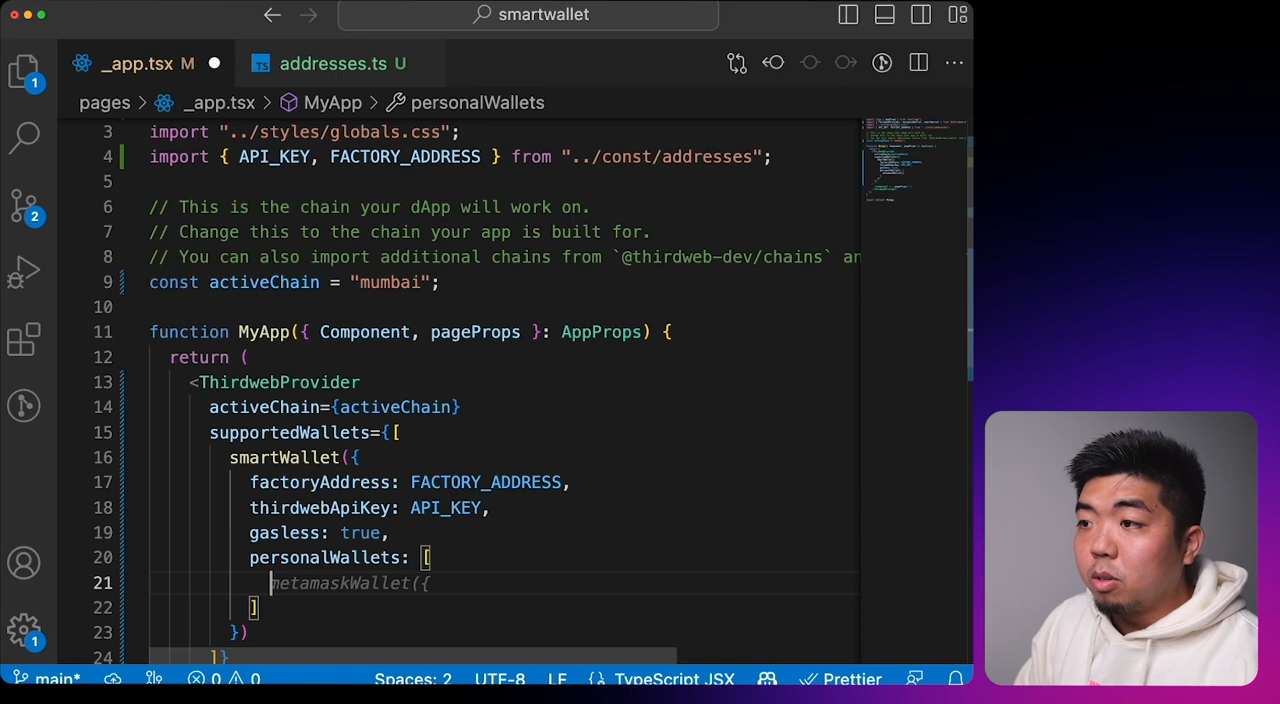 smartwallet
_app.tsx M
addresses.ts U
pages > _app.tsx > MyApp > personalWallets
3 import "../styles/globals.css";
4 import { API_KEY, FACTORY_ADDRESS } from "../const/addresses";
5
6 // This is the chain your dApp will work on.
7 // Change this to the chain your app is built for.
8 // You can also import additional chains from `@thirdweb-dev/chains` an
9 const activeChain = "mumbai";
10
11 function MyApp({ Component, pageProps }: AppProps) {
12 return (
13 <ThirdwebProvider
14 activeChain={activeChain}
15 supportedWallets={[
16 smartWallet({
17 factoryAddress: FACTORY_ADDRESS,
18 thirdwebApiKey: API_KEY,
19 gasless: true,
20 personalWallets: [
21 metamaskWallet({
22 ]
23 })
24 ]}
1
2
1
main* 0 0 Spaces: 2 UTF-8 LF {} TypeScript JSX Prettier